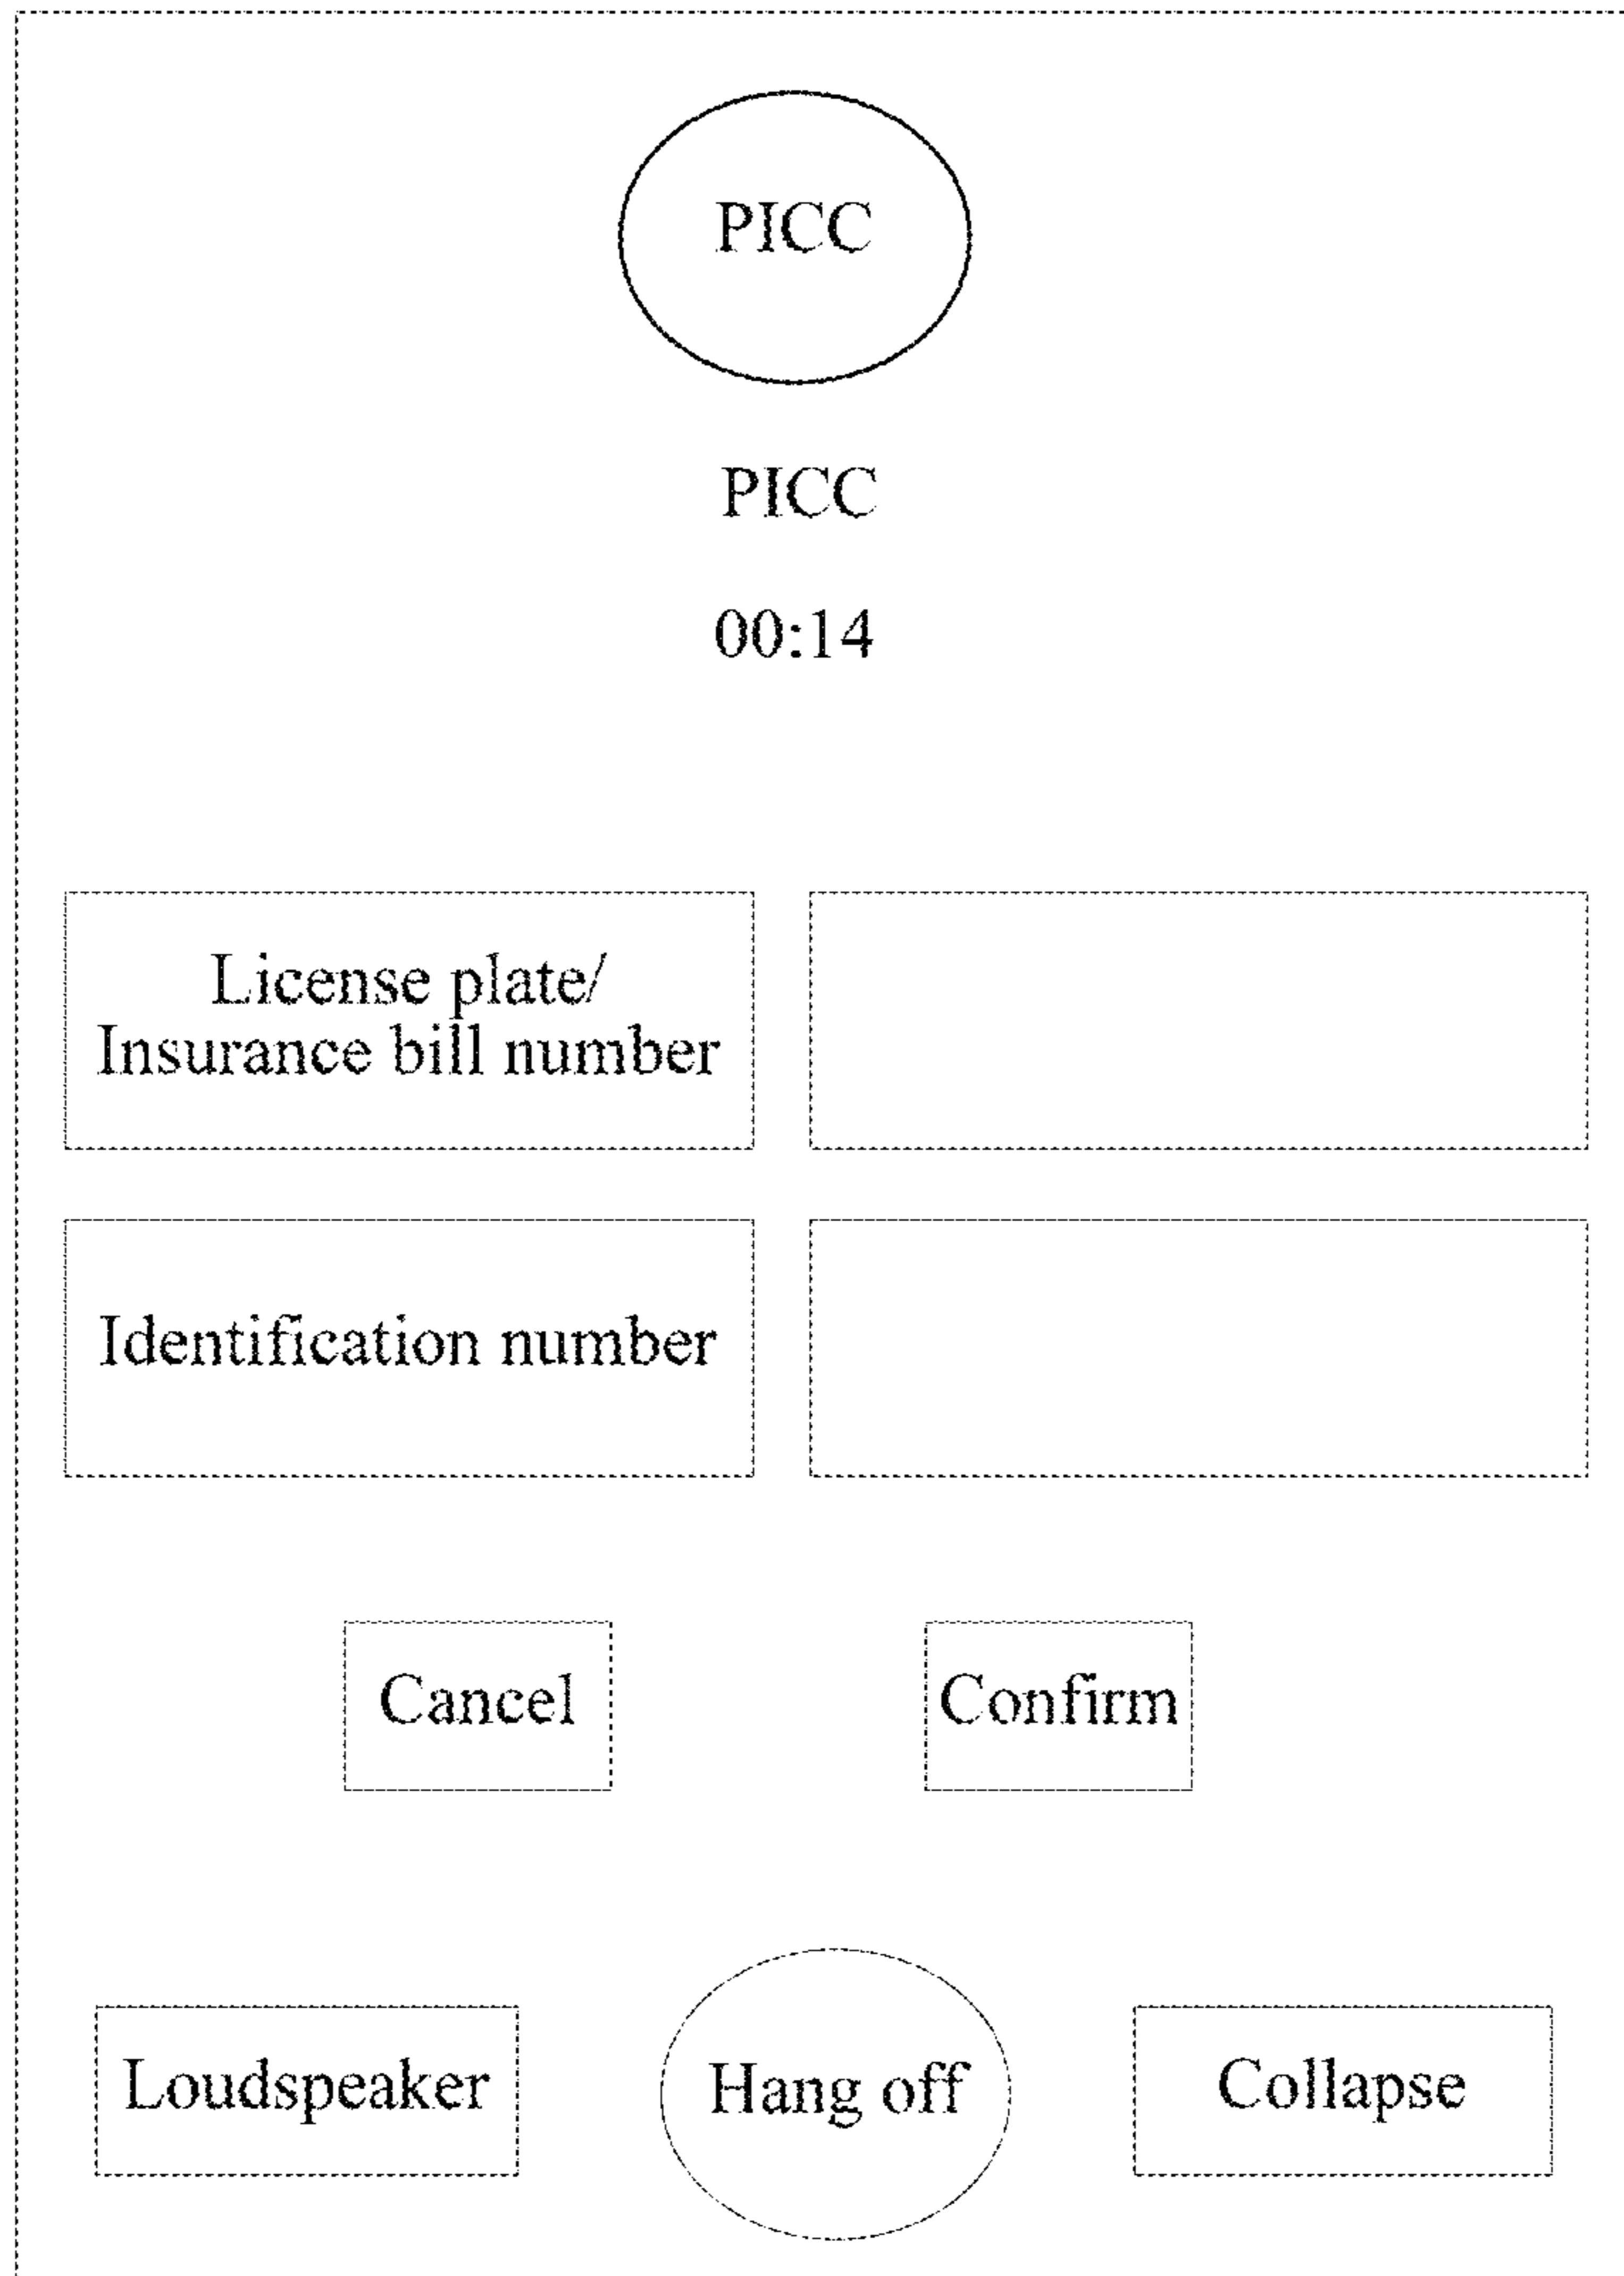 PICC
PICC
00:14
License plate/
Insurance bill number
Identification number
Cancel
Confirm
Loudspeaker
Hang off
Collapse